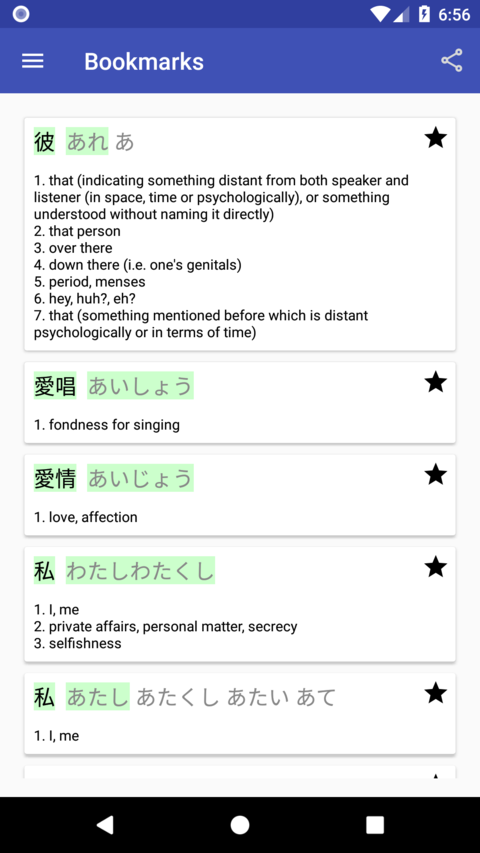 6:56
Bookmarks
彼 あれ あ
1. that (indicating something distant from both speaker and
listener (in space, time or psychologically), or something
understood without naming it directly)
2. that person
3. over there
4. down there (i.e. one's genitals)
5. period, menses
6. hey, huh?, eh?
7. that (something mentioned before which is distant
psychologically or in terms of time)
愛唱 あいしょう
1. fondness for singing
愛情 あいじょう
1. love, affection
私 わたしわたくし
1. I, me
2. private affairs, personal matter, secrecy
3. selfishness
私 あたし あたくし あたい あて
1. I, me